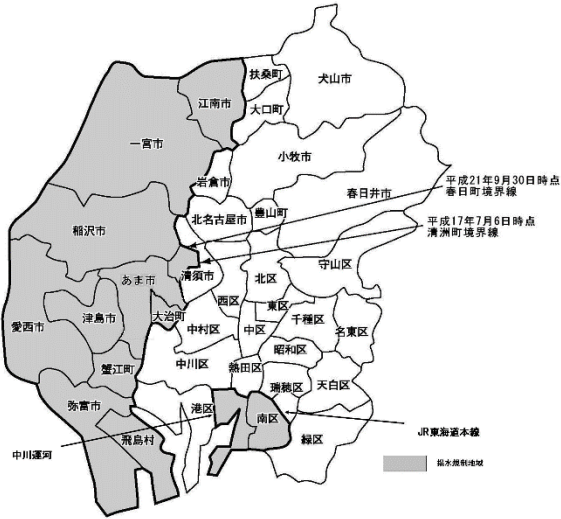 犬山市
扶桑町
江南市
大口町
一宮市
小牧市
岩倉市
春日井市
平成21年9月30日時点
春日町境界線
北名古屋市
豊山町
平成17年7月6日時点
清洲町境界線
稲沢市
守山区
あま市
清須市
北区
西区
東区
愛西市
津島市
大治町
中村区
中区
千種区
名東区
昭和区
蟹江町
中川区
熱田区
瑞穂区
天白区
弥富市
港区
南区
飛島村
緑区
JR東海道本線
中川運河
揚水規制地域